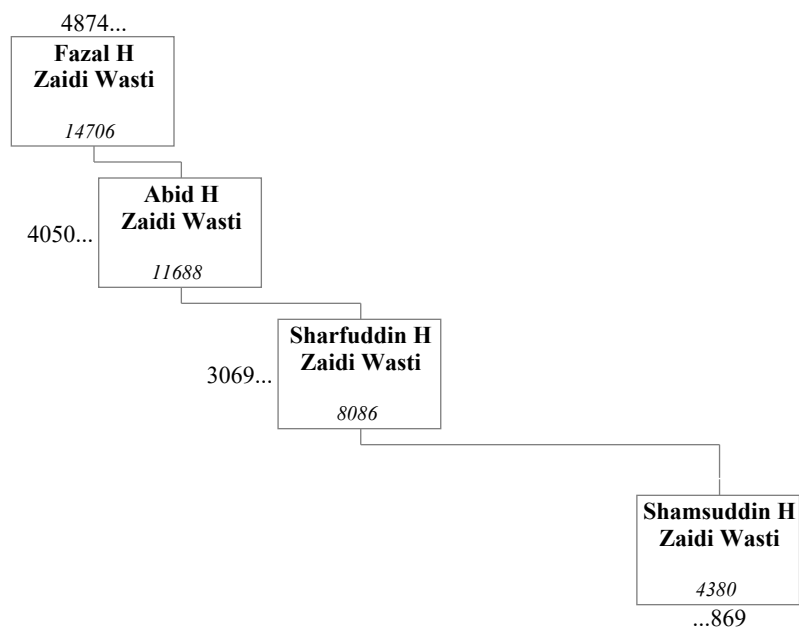 4874...
Fazal H
Zaidi Wasti
14706
Abid H
Zaidi Wasti
4050...
11688
Sharfuddin H
Zaidi Wasti
3069...
8086
Shamsuddin H
Zaidi Wasti
4380
...869